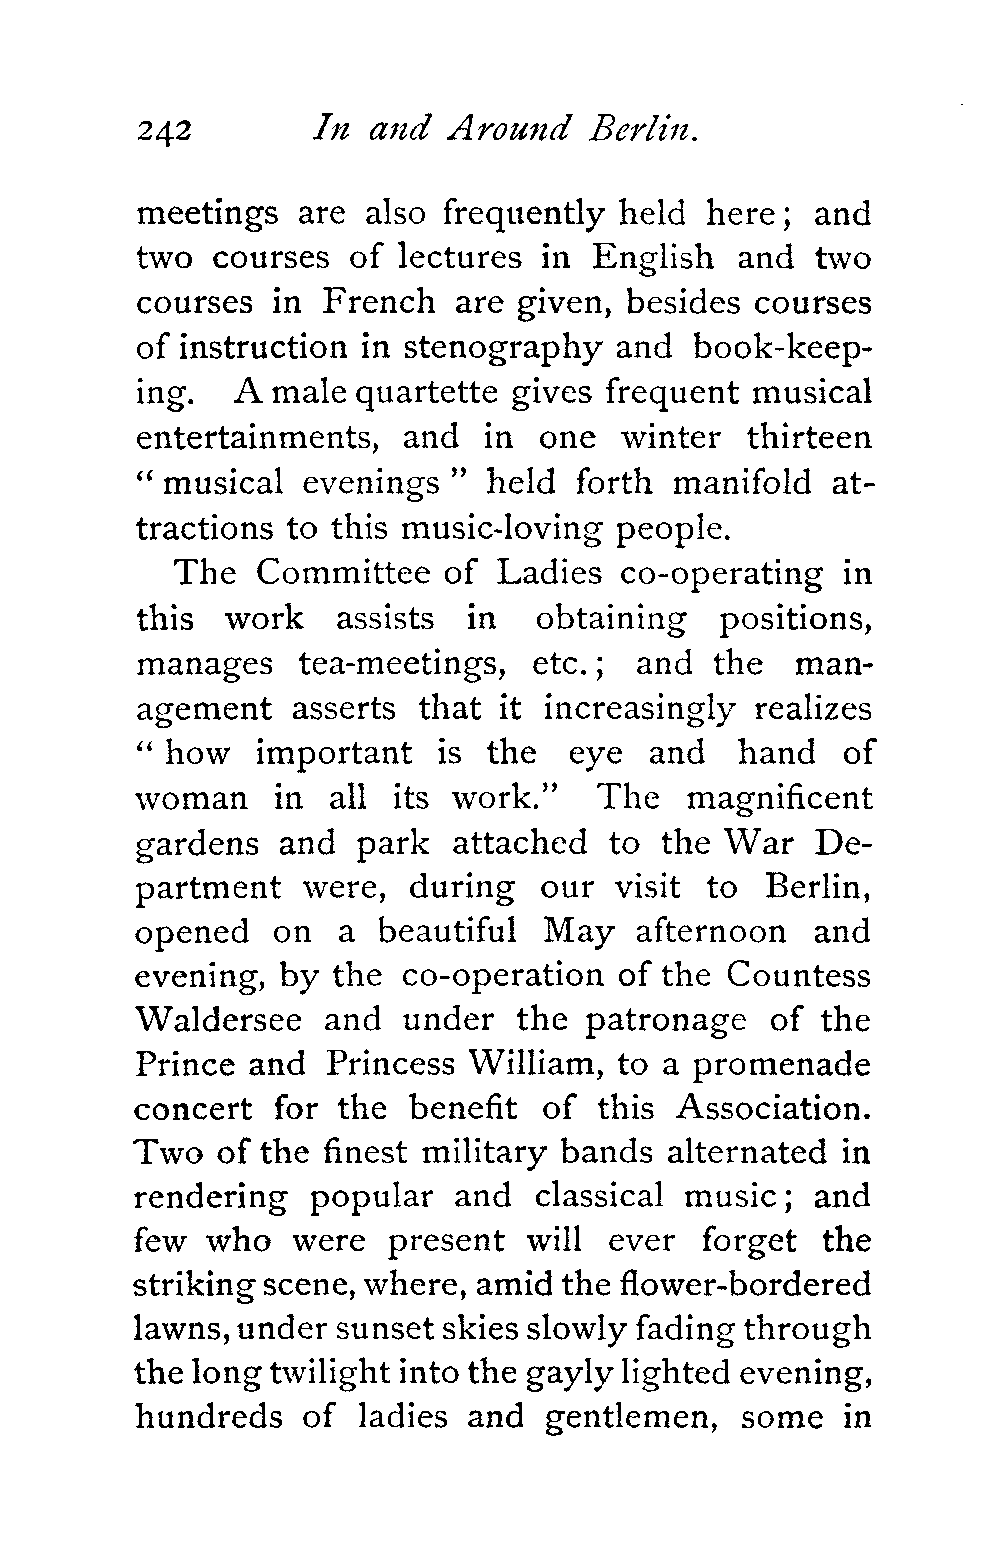 242 In and Around Berlin.
meetings are also frequently held here; and
two courses of lectures in English and two
courses in French are given, besides courses
of instruction in stenography and book-keep-
ing. A male quartette gives frequent musical
entertainments, and in one winter thirteen
“musical evenings” held forth manifold at-
tractions to this music-loving people.
The Committee of Ladies co-operating in
this work assists in obtaining positions,
manages tea-meetings, etc.; and the man-
agement asserts that it increasingly realizes
“how important is the eye and hand of
woman in all its work.” The magnificent
gardens and park attached to the War De-
partment were, during our visit to Berlin,
opened on a beautiful May afternoon and
evening, by the co-operation of the Countess
Waldersee and under the patronage of the
Prince and Princess William, to a promenade
concert for the benefit of this Association.
Two of the finest military bands alternated in
rendering popular and classical music; and
few who were present will ever forget the
striking scene, where, amid the flower-bordered
lawns, under sunset skies slowly fading through
the long twilight into the gayly lighted evening,
hundreds of ladies and gentlemen, some in